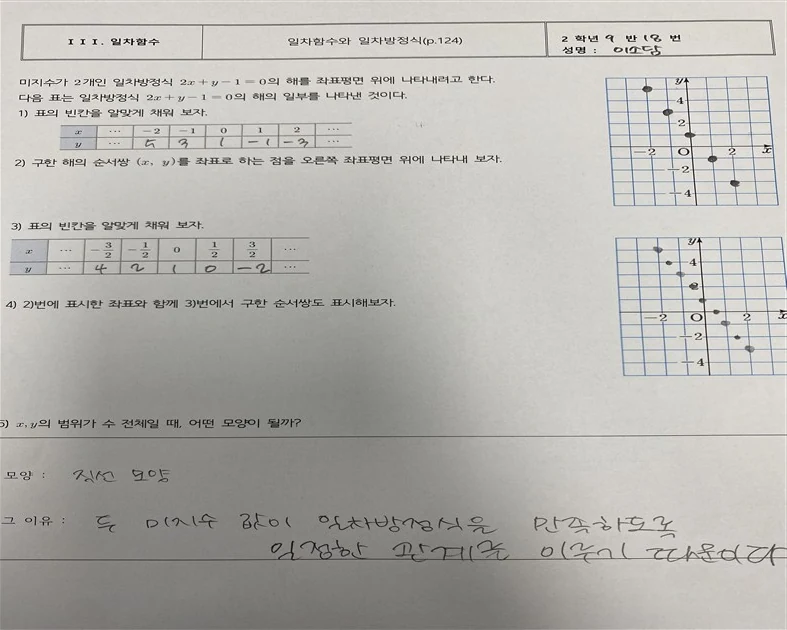 III. 일차함수
일차함수와 일차방정식(p.124)
2 학년 9 반 18 번
성명 : 이소담
미지수가 2개인 일차방정식 2x+y-1=0의 해를 좌표평면 위에 나타내려고 한다.
다음 표는 일차방정식 2x+y-1=0의 해의 일부를 나타낸 것이다.
1) 표의 빈칸을 알맞게 채워 보자.
x ⋯ -2 -1 0 1 2 ⋯
y ⋯ 5 3 1 -1 -3 ⋯
2) 구한 해의 순서쌍 (x, y)를 좌표로 하는 점을 오른쪽 좌표평면 위에 나타내 보자.
y
4
2
-2 O 2 x
-2
-4
3) 표의 빈칸을 알맞게 채워 보자.
x ⋯ -3/2 -1/2 0 1/2 3/2 ⋯
y ⋯ 4 2 1 0 -2 ⋯
4) 2)번에 표시한 좌표와 함께 3)번에서 구한 순서쌍도 표시해보자.
y
4
2
-2 O 2 x
-2
-4
5) x, y의 범위가 수 전체일 때, 어떤 모양이 될까?
모양 : 직선 모양
그 이유 : 두 미지수 값이 일차방정식을 만족하도록
일정한 관계를 이루기 때문이다